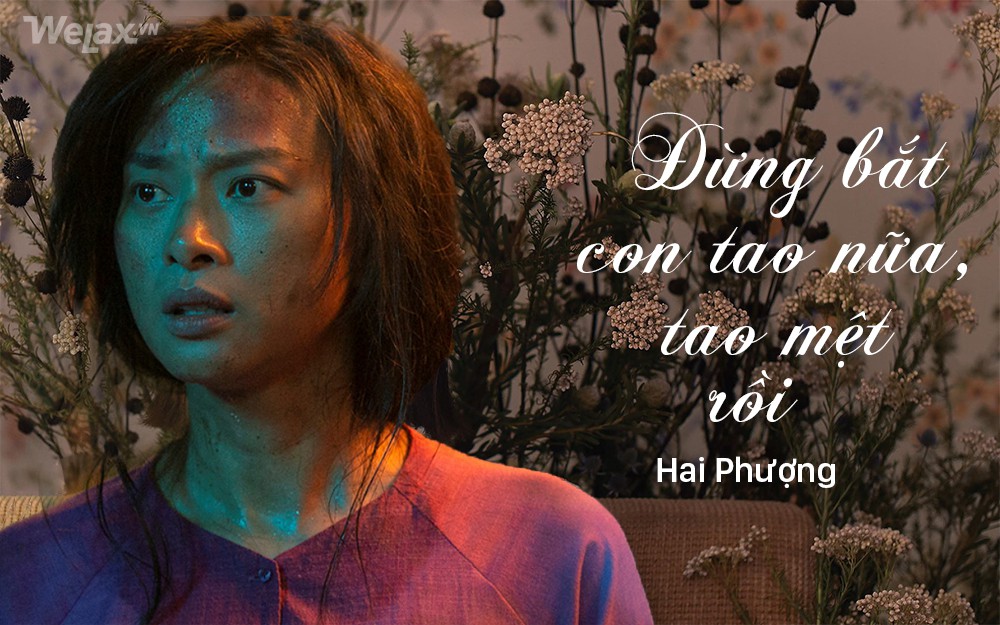 WeLax.VN
Đừng bắt
con tao nữa,
tao mệt
rồi
Hai Phượng